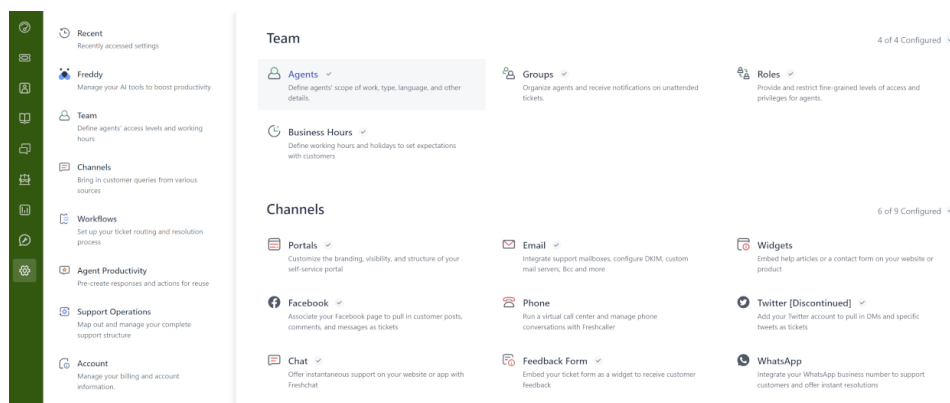 Recent
Recently accessed settings
Freddy
Manage your AI tools to boost productivity
Team
Define agents' access levels and working
hours
Channels
Bring in customer queries from various
sources
Workflows
Set up your ticket routing and resolution
process
Agent Productivity
Pre-create responses and actions for reuse
Support Operations
Map out and manage your complete
support structure
Account
Manage your billing and account
information.
Team
4 of 4 Configured
Agents
Define agents' scope of work, type, language, and other
details.
Groups
Organize agents and receive notifications on unattended
tickets.
Roles
Provide and restrict fine-grained levels of access and
privileges for agents.
Business Hours
Define working hours and holidays to set expectations
with customers
Channels
6 of 9 Configured
Portals
Customize the branding, visibility, and structure of your
self-service portal
Email
Integrate support mailboxes, configure DKIM, custom
mail servers, Bcc and more
Widgets
Embed help articles or a contact form on your website or
product
Facebook
Associate your Facebook page to pull in customer posts,
comments, and messages as tickets
Phone
Run a virtual call center and manage phone
conversations with Freshcaller
Twitter [Discontinued]
Add your Twitter account to pull in DMs and specific
tweets as tickets
Chat
Offer instantaneous support on your website or app with
Freshchat
Feedback Form
Embed your ticket form as a widget to receive customer
feedback
WhatsApp
Integrate your WhatsApp business number to support
customers and offer instant resolutions